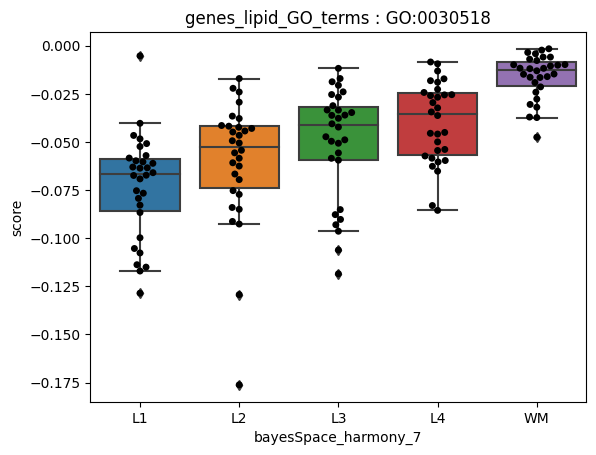 genes_lipid_GO_terms : GO:0030518
0.000
−0.025
−0.050
−0.075
−0.100
−0.125
−0.150
−0.175
score
L1 L2 L3 L4 WM
bayesSpace_harmony_7